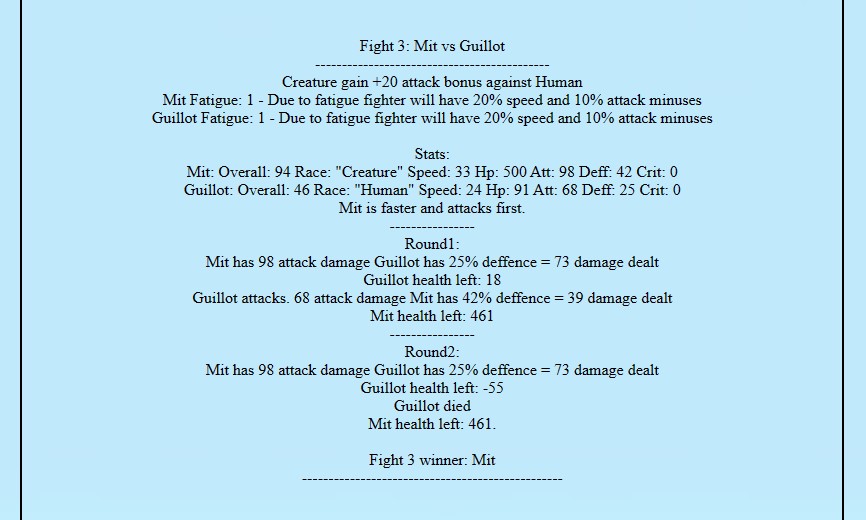 Fight 3: Mit vs Guillot
--------------------------------------------
Creature gain +20 attack bonus against Human
Mit Fatigue: 1 - Due to fatigue fighter will have 20% speed and 10% attack minuses
Guillot Fatigue: 1 - Due to fatigue fighter will have 20% speed and 10% attack minuses
Stats:
Mit: Overall: 94 Race: "Creature" Speed: 33 Hp: 500 Att: 98 Deff: 42 Crit: 0
Guillot: Overall: 46 Race: "Human" Speed: 24 Hp: 91 Att: 68 Deff: 25 Crit: 0
Mit is faster and attacks first.
----------------
Round1:
Mit has 98 attack damage Guillot has 25% deffence = 73 damage dealt
Guillot health left: 18
Guillot attacks. 68 attack damage Mit has 42% deffence = 39 damage dealt
Mit health left: 461
----------------
Round2:
Mit has 98 attack damage Guillot has 25% deffence = 73 damage dealt
Guillot health left: -55
Guillot died
Mit health left: 461.
Fight 3 winner: Mit
-------------------------------------------------